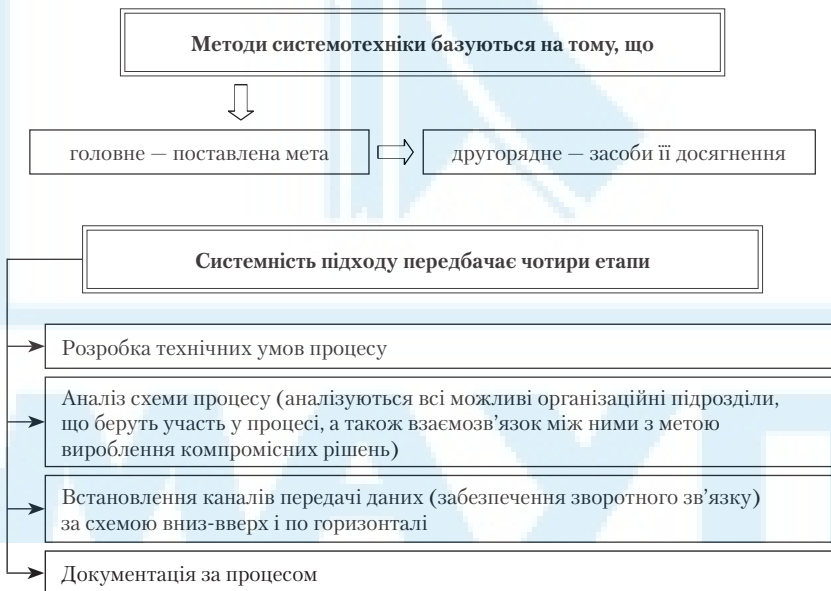 Методи системотехніки базуються на тому, що
головне — поставлена мета
другорядне — засоби її досягнення
Системність підходу передбачає чотири етапи
Розробка технічних умов процесу
Аналіз схеми процесу (аналізуються всі можливі організаційні підрозділи,
що беруть участь у процесі, а також взаємозв'язок між ними з метою
вироблення компромісних рішень)
Встановлення каналів передачі даних (забезпечення зворотного зв'язку)
за схемою вниз-вверх і по горизонталі
Документація за процесом
МАУП